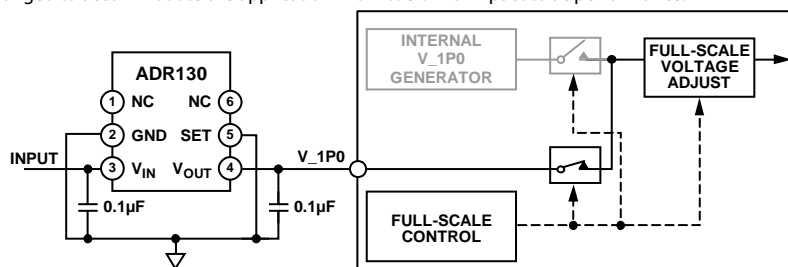 INTERNAL
V_1P0
GENERATOR
FULL-SCALE
VOLTAGE
ADJUST
ADR130
1 NC NC 6
2 GND SET 5
INPUT 3 VIN VOUT 4 V_1P0
0.1µF 0.1µF
FULL-SCALE
CONTROL